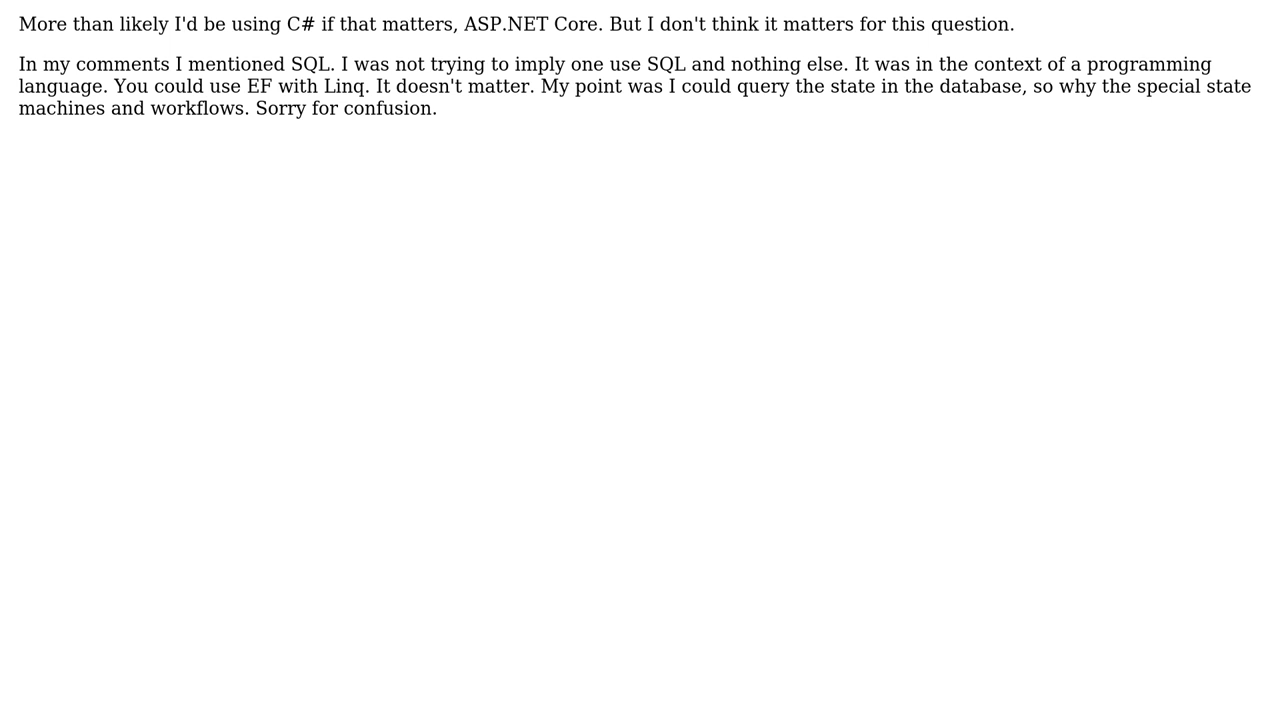 More than likely I'd be using C# if that matters, ASP.NET Core. But I don't think it matters for this question.
In my comments I mentioned SQL. I was not trying to imply one use SQL and nothing else. It was in the context of a programming
language. You could use EF with Linq. It doesn't matter. My point was I could query the state in the database, so why the special state
machines and workflows. Sorry for confusion.